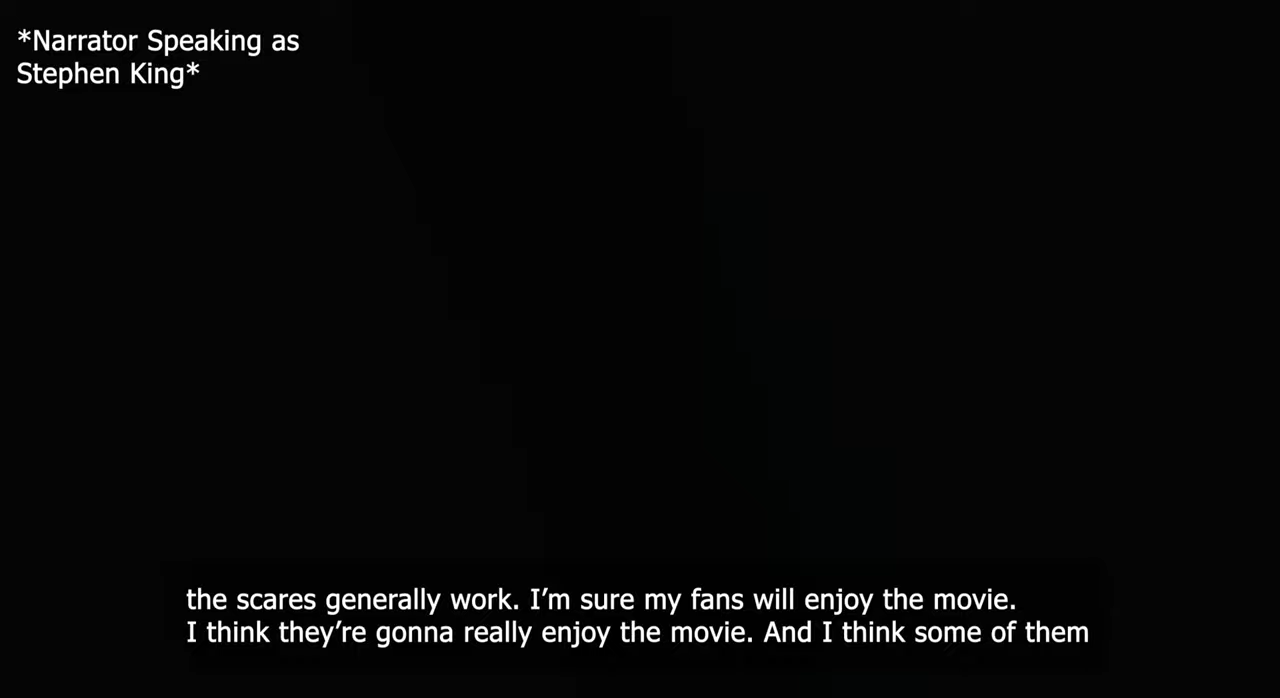 *Narrator Speaking as
Stephen King*
the scares generally work. I’m sure my fans will enjoy the movie.
I think they’re gonna really enjoy the movie. And I think some of them